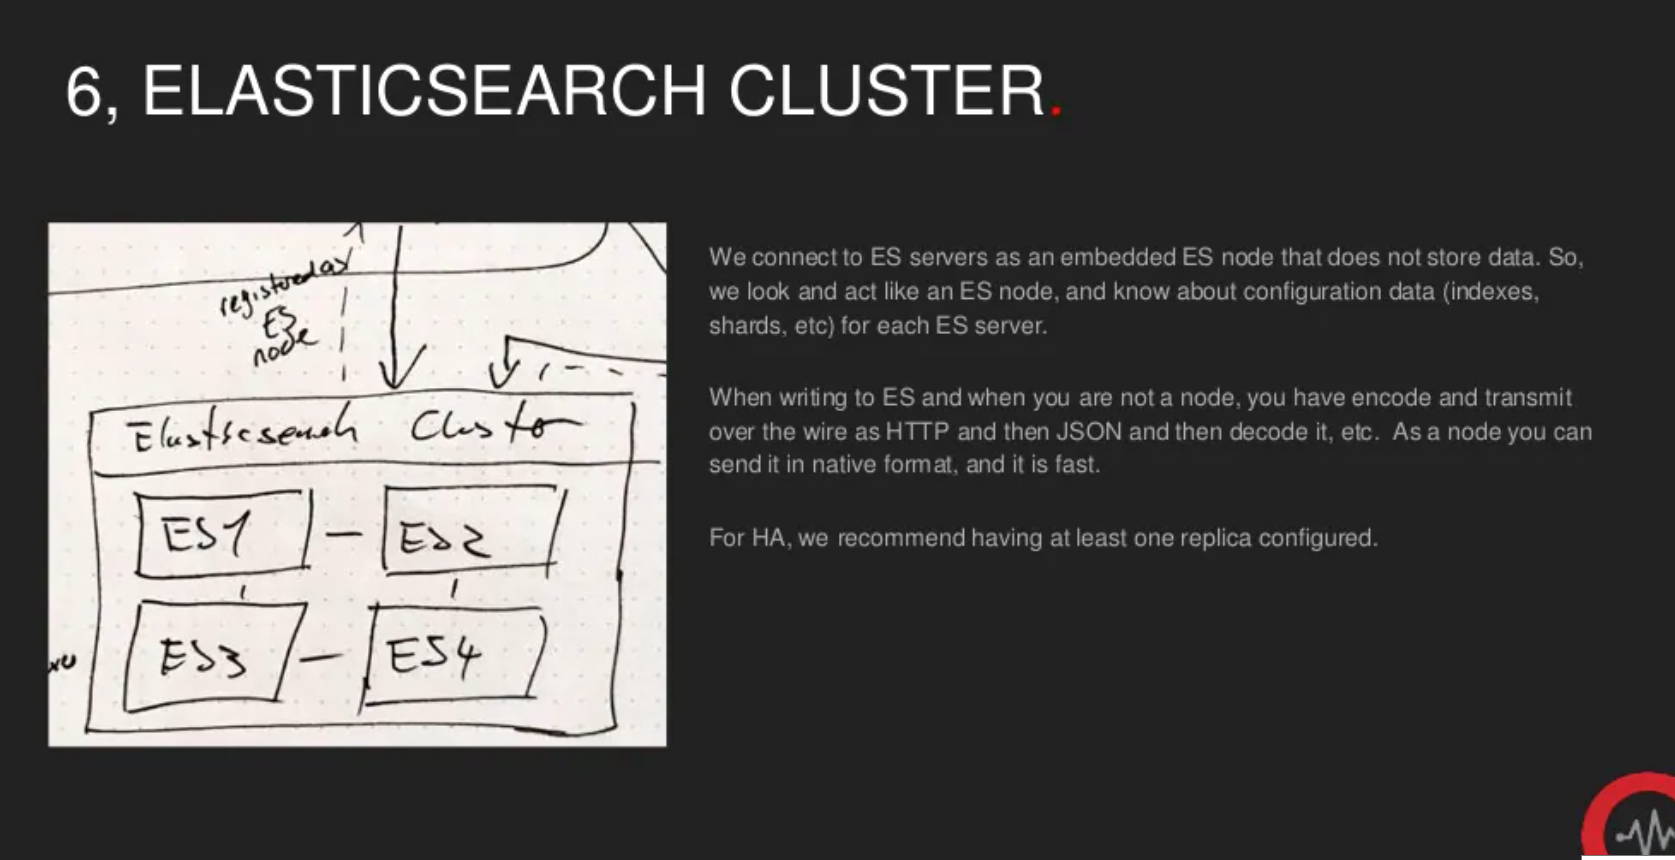 6, ELASTICSEARCH CLUSTER.
registered as
ES
node
Elasticsearch Cluster
ES1
ES2
ES3
ES4
We connect to ES servers as an embedded ES node that does not store data. So,
we look and act like an ES node, and know about configuration data (indexes,
shards, etc) for each ES server.
When writing to ES and when you are not a node, you have encode and transmit
over the wire as HTTP and then JSON and then decode it, etc. As a node you can
send it in native format, and it is fast.
For HA, we recommend having at least one replica configured.